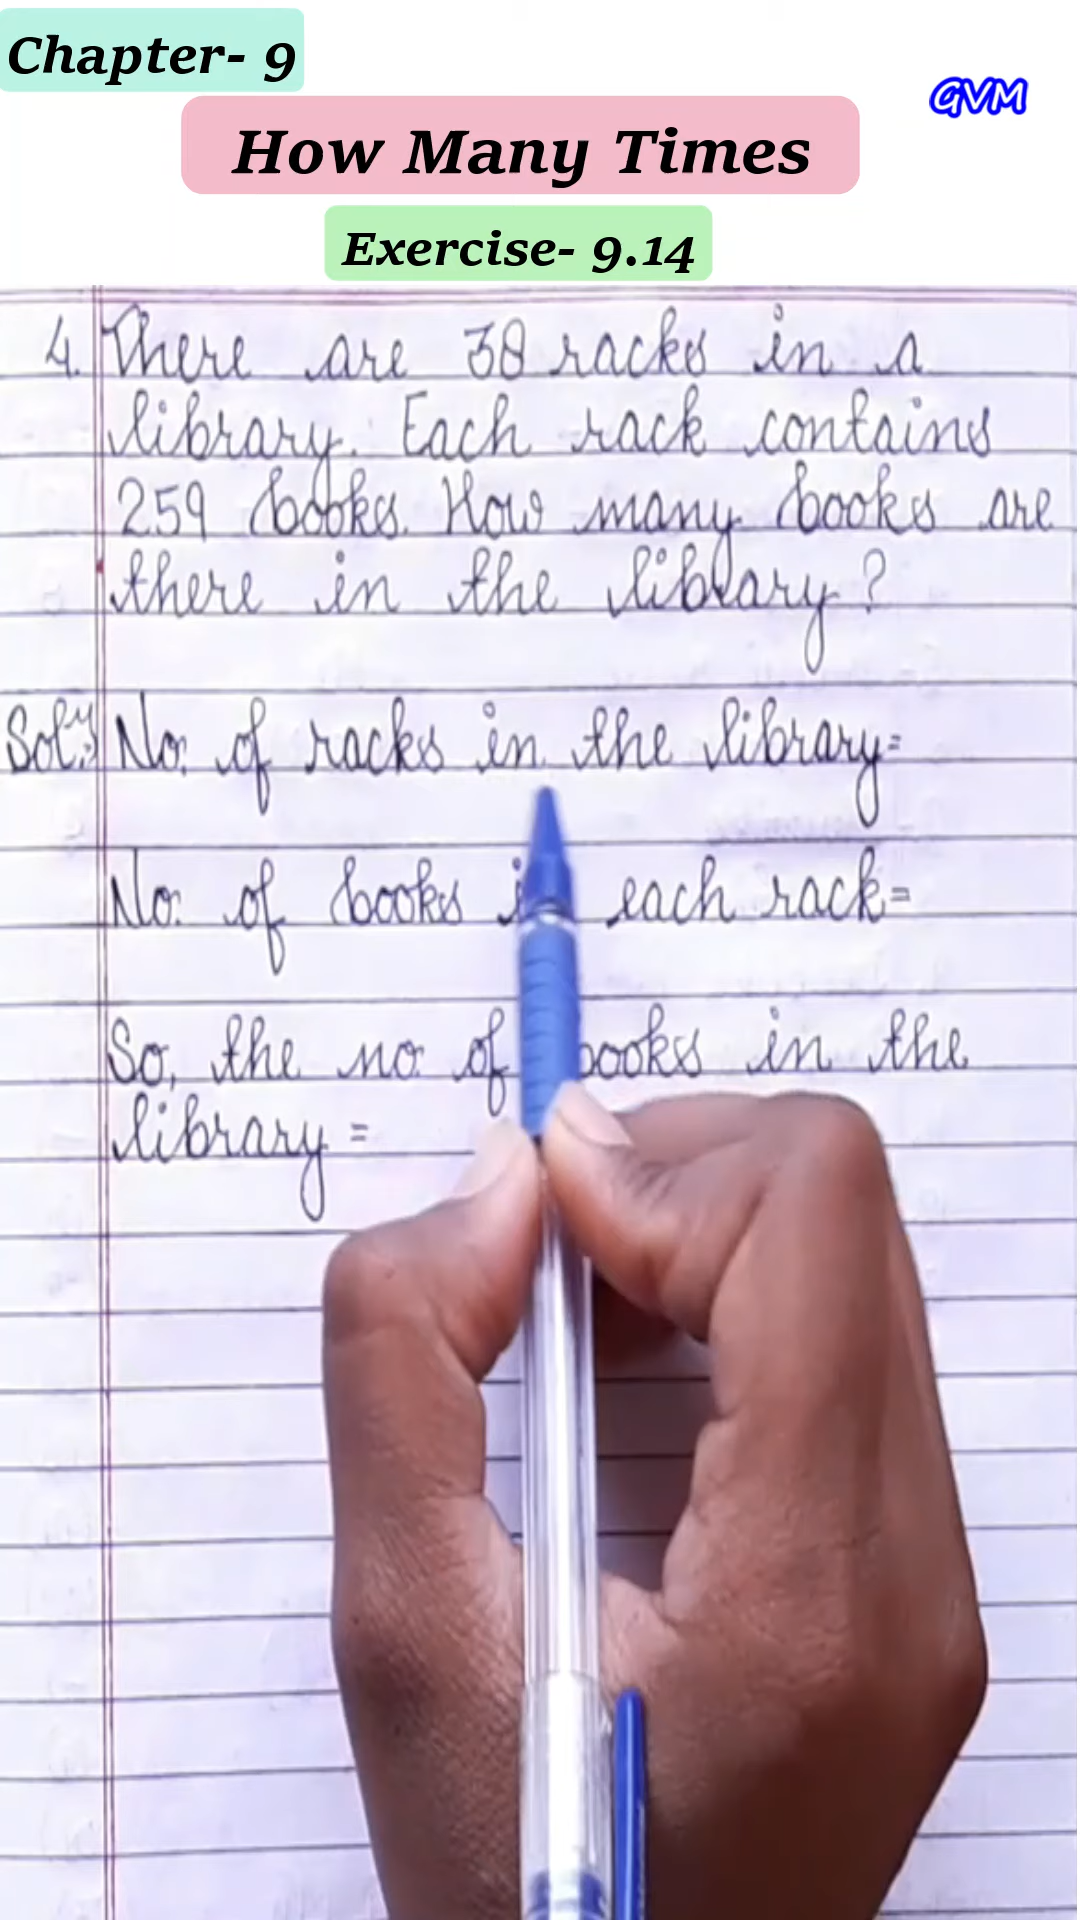 Chapter- 9
GVM
How Many Times
Exercise- 9.14
4. There are 38 racks in a
library. Each rack contains
259 books. How many books are
there in the library?
Solⁿ: No. of racks in the library=
No. of books in each rack=
So, the no. of books in the
library =